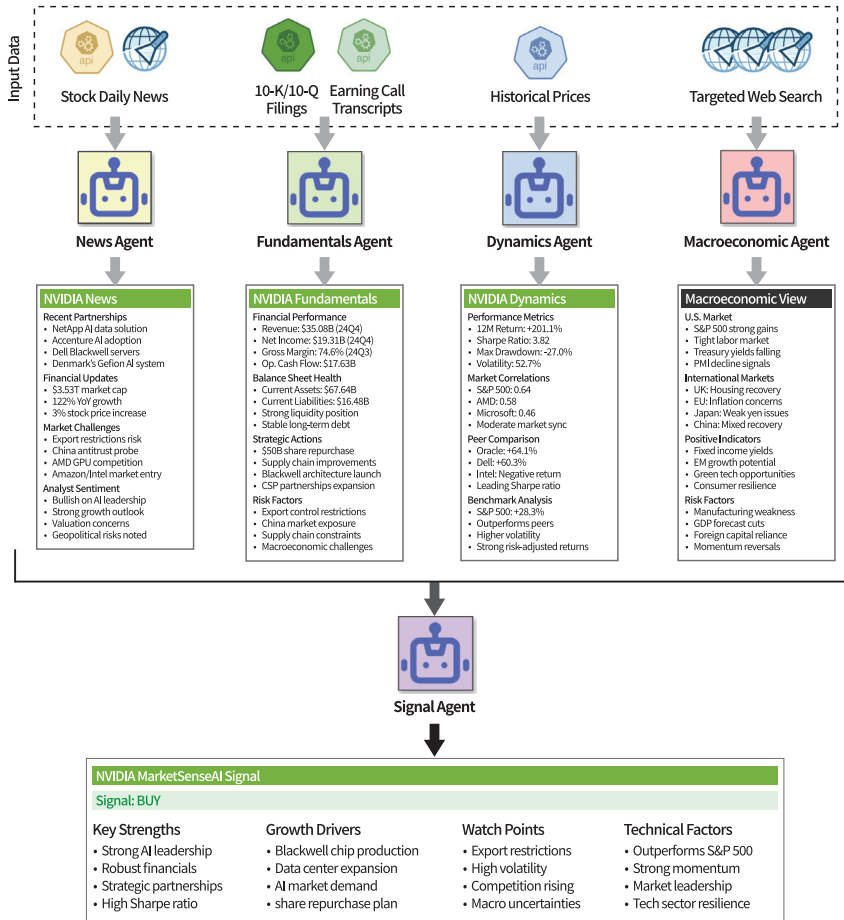 Input Data
api
Stock Daily News
api
10-K/10-Q
Filings
api
Earning Call
Transcripts
api
Historical Prices
Targeted Web Search
News Agent
Fundamentals Agent
Dynamics Agent
Macroeconomic Agent
NVIDIA News
Recent Partnerships
• NetApp AI data solution
• Accenture AI adoption
• Dell Blackwell servers
• Denmark's Gefion AI system
Financial Updates
• $3.53T market cap
• 122% YoY growth
• 3% stock price increase
Market Challenges
• Export restrictions risk
• China antitrust probe
• AMD GPU competition
• Amazon/Intel market entry
Analyst Sentiment
• Bullish on AI leadership
• Strong growth outlook
• Valuation concerns
• Geopolitical risks noted
NVIDIA Fundamentals
Financial Performance
• Revenue: $35.08B (24Q4)
• Net Income: $19.31B (24Q4)
• Gross Margin: 74.6% (24Q3)
• Op. Cash Flow: $17.63B
Balance Sheet Health
• Current Assets: $67.64B
• Current Liabilities: $16.48B
• Strong liquidity position
• Stable long-term debt
Strategic Actions
• $50B share repurchase
• Supply chain improvements
• Blackwell architecture launch
• CSP partnerships expansion
Risk Factors
• Export control restrictions
• China market exposure
• Supply chain constraints
• Macroeconomic challenges
NVIDIA Dynamics
Performance Metrics
• 12M Return: +201.1%
• Sharpe Ratio: 3.82
• Max Drawdown: -27.0%
• Volatility: 52.7%
Market Correlations
• S&P 500: 0.64
• AMD: 0.58
• Microsoft: 0.46
• Moderate market sync
Peer Comparison
• Oracle: +64.1%
• Dell: +60.3%
• Intel: Negative return
• Leading Sharpe ratio
Benchmark Analysis
• S&P 500: +28.3%
• Outperforms peers
• Higher volatility
• Strong risk-adjusted returns
Macroeconomic View
U.S. Market
• S&P 500 strong gains
• Tight labor market
• Treasury yields falling
• PMI decline signals
International Markets
• UK: Housing recovery
• EU: Inflation concerns
• Japan: Weak yen issues
• China: Mixed recovery
Positive Indicators
• Fixed income yields
• EM growth potential
• Green tech opportunities
• Consumer resilience
Risk Factors
• Manufacturing weakness
• GDP forecast cuts
• Foreign capital reliance
• Momentum reversals
Signal Agent
NVIDIA MarketSenseAI Signal
Signal: BUY
Key Strengths
• Strong AI leadership
• Robust financials
• Strategic partnerships
• High Sharpe ratio
Growth Drivers
• Blackwell chip production
• Data center expansion
• AI market demand
• share repurchase plan
Watch Points
• Export restrictions
• High volatility
• Competition rising
• Macro uncertainties
Technical Factors
• Outperforms S&P 500
• Strong momentum
• Market leadership
• Tech sector resilience